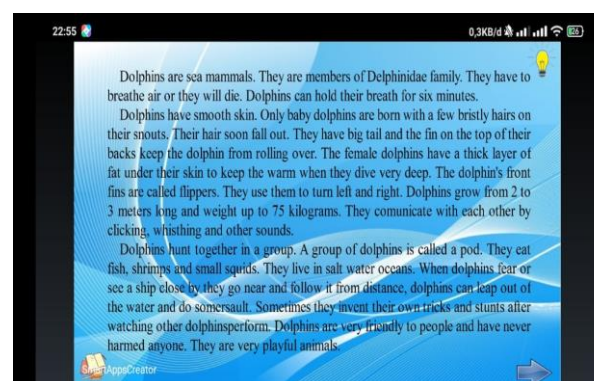 22:55
0,3KB/d
826
Dolphins are sea mammals. They are members of Delphinidae family. They have to
breathe air or they will die. Dolphins can hold their breath for six minutes.
Dolphins have smooth skin. Only baby dolphins are born with a few bristly hairs on
their snouts. Their hair soon fall out. They have big tail and the fin on the top of their
backs keep the dolphin from rolling over. The female dolphins have a thick layer of
fat under their skin to keep the warm when they dive very deep. The dolphin's front
fins are called flippers. They use them to turn left and right. Dolphins grow from 2 to
3 meters long and weight up to 75 kilograms. They comunicate with each other by
clicking, whisthing and other sounds.
Dolphins hunt together in a group. A group of dolphins is called a pod. They eat
fish, shrimps and small squids. They live in salt water oceans. When dolphins fear or
see a ship close by they go near and follow it from distance, dolphins can leap out of
the water and do somersault. Sometimes they invent their own tricks and stunts after
watching other dolphinsperform. Dolphins are very friendly to people and have never
harmed anyone. They are very playful animals.
SmartAppsCreator